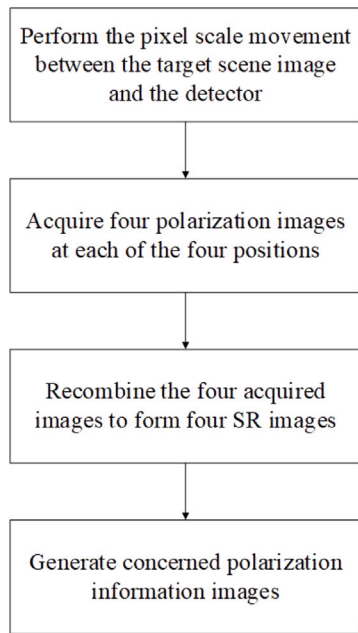 Perform the pixel scale movement
between the target scene image
and the detector
Acquire four polarization images
at each of the four positions
Recombine the four acquired
images to form four SR images
Generate concerned polarization
information images